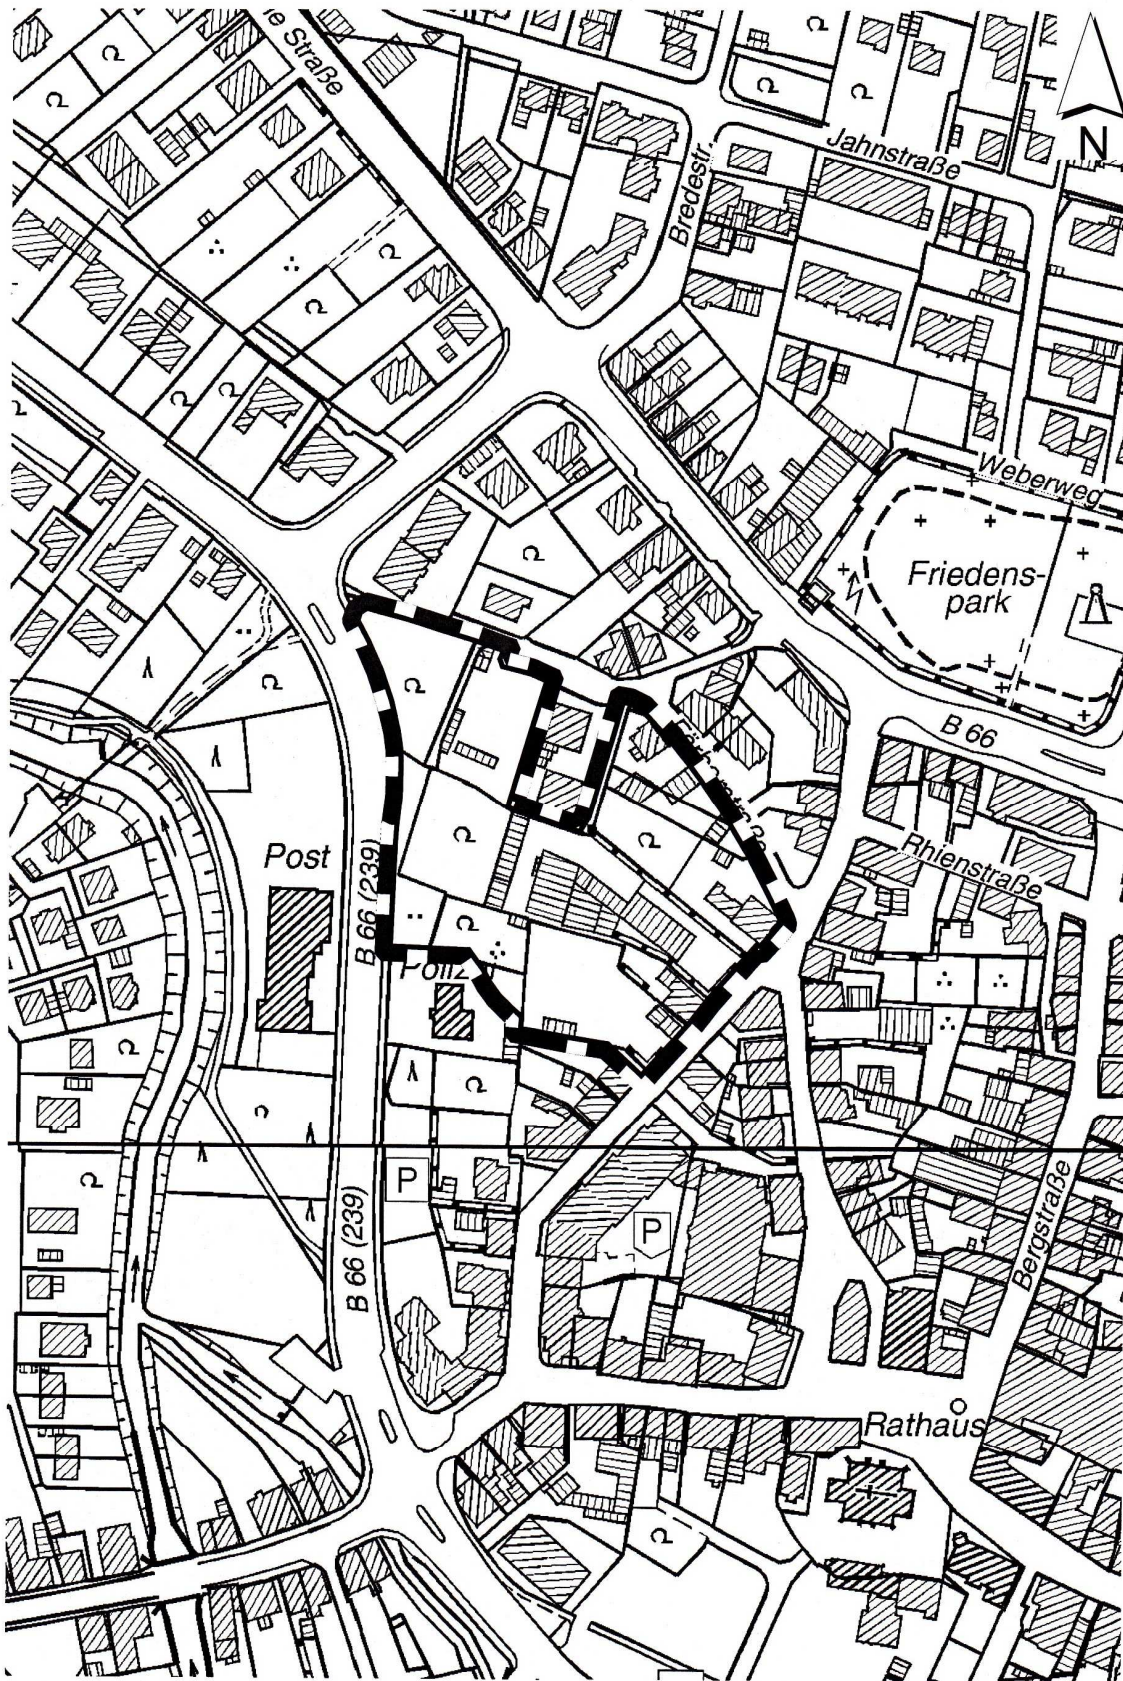 Straße
N
Jahnstraße
Bredestr.
Weberweg
Friedens-
park
B 66
Rhienstraße
Post
B 66 (239)
P
P
B 66 (239)
Bergstraße
Rathaus